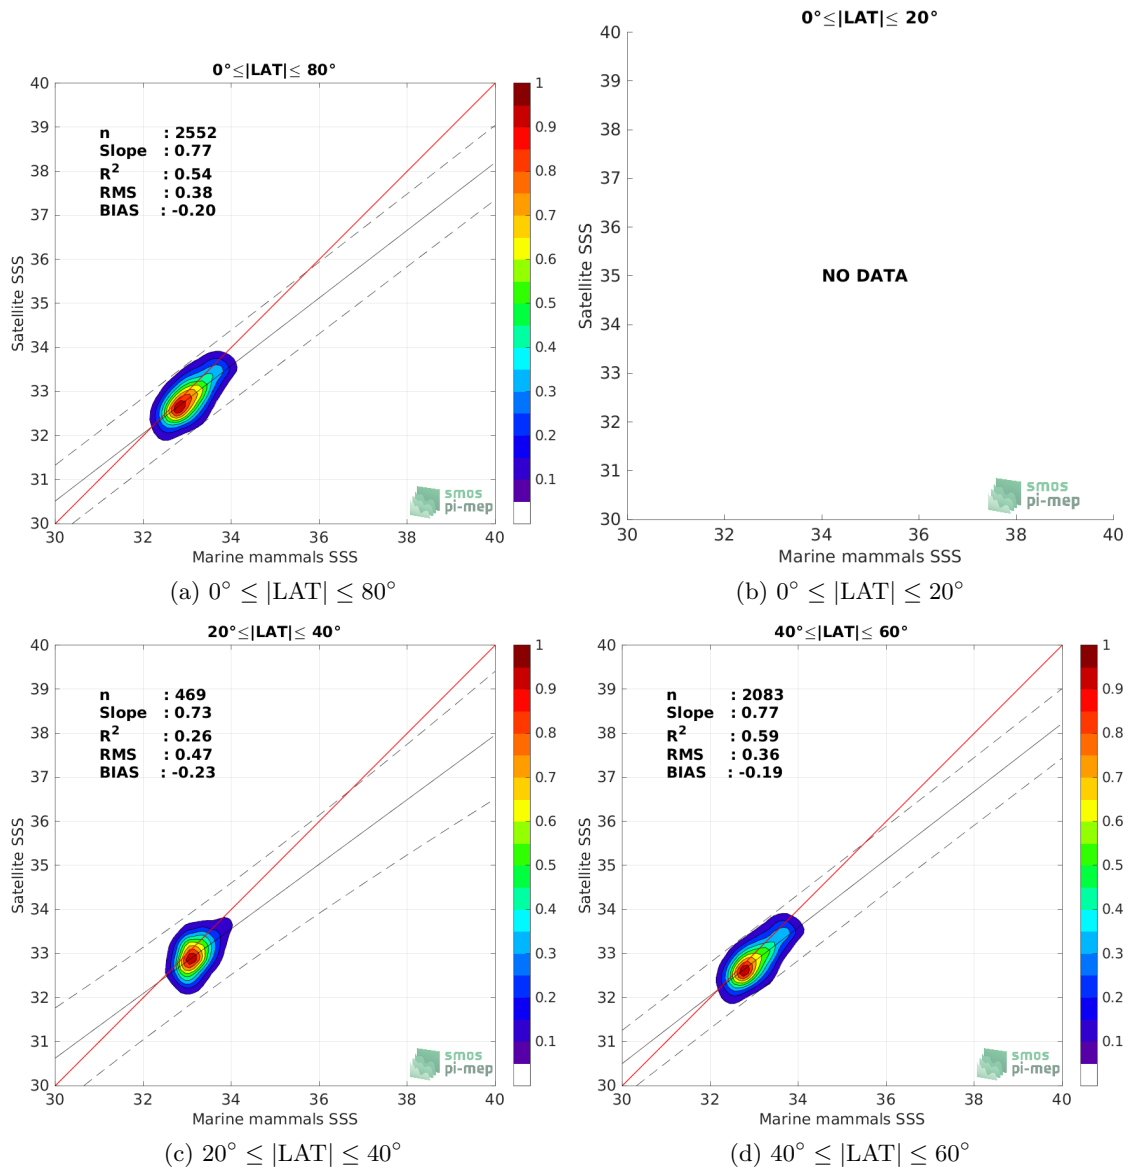 0°≤|LAT|≤ 80°
40
39
38
37
36
35
34
33
32
31
30
Satellite SSS
n : 2552
Slope : 0.77
R² : 0.54
RMS : 0.38
BIAS : -0.20
smos
pi-mep
30 32 34 36 38 40
Marine mammals SSS
1
0.9
0.8
0.7
0.6
0.5
0.4
0.3
0.2
0.1
(a) 0° ≤ |LAT| ≤ 80°
0°≤|LAT|≤ 20°
40
39
38
37
36
35
34
33
32
31
30
Satellite SSS
NO DATA
smos
pi-mep
30 32 34 36 38 40
Marine mammals SSS
(b) 0° ≤ |LAT| ≤ 20°
20°≤|LAT|≤ 40°
40
39
38
37
36
35
34
33
32
31
30
Satellite SSS
n : 469
Slope : 0.73
R² : 0.26
RMS : 0.47
BIAS : -0.23
smos
pi-mep
30 32 34 36 38 40
Marine mammals SSS
1
0.9
0.8
0.7
0.6
0.5
0.4
0.3
0.2
0.1
(c) 20° ≤ |LAT| ≤ 40°
40°≤|LAT|≤ 60°
40
39
38
37
36
35
34
33
32
31
30
Satellite SSS
n : 2083
Slope : 0.77
R² : 0.59
RMS : 0.36
BIAS : -0.19
smos
pi-mep
30 32 34 36 38 40
Marine mammals SSS
1
0.9
0.8
0.7
0.6
0.5
0.4
0.3
0.2
0.1
(d) 40° ≤ |LAT| ≤ 60°